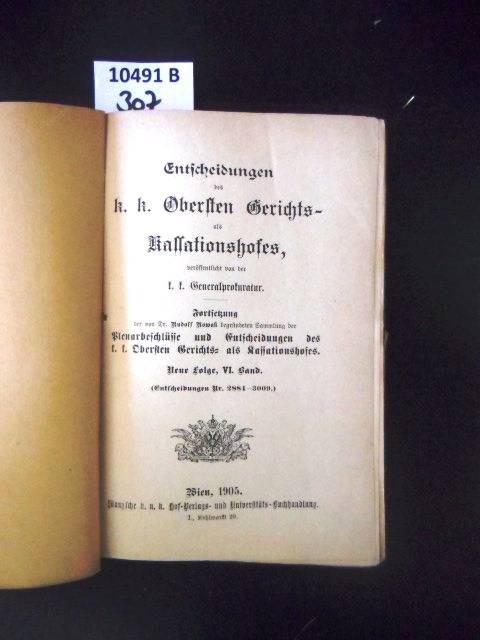 10491 B
307
Entscheidungen
des
k. k. Obersten Gerichts-
als
Kassationshofes,
veröffentlicht von der
k. k. Generalprokuratur.
Fortsetzung
der von Dr. Rudolf Nowak begründeten Sammlung der
Plenarbeschlüsse und Entscheidungen des
k. k. Obersten Gerichts- als Kassationshofes.
Neue Folge, VI. Band.
(Entscheidungen Nr. 2884–3009.)
Wien, 1905.
Manzsche k. u. k. Hof-Verlags- und Universitäts-Buchhandlung.
I., Kohlmarkt 20.